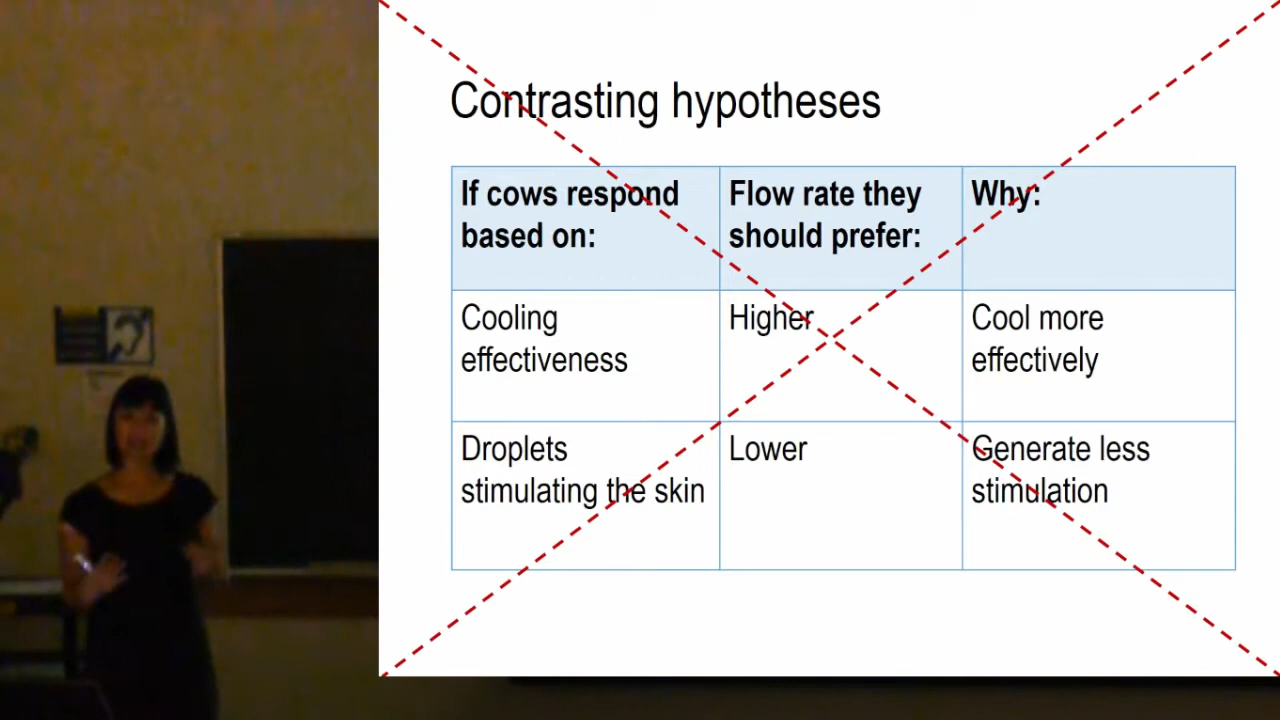 Contrasting hypotheses
If cows respond
based on:
Flow rate they
should prefer:
Why:
Cooling
effectiveness
Higher
Cool more
effectively
Droplets
stimulating the skin
Lower
Generate less
stimulation